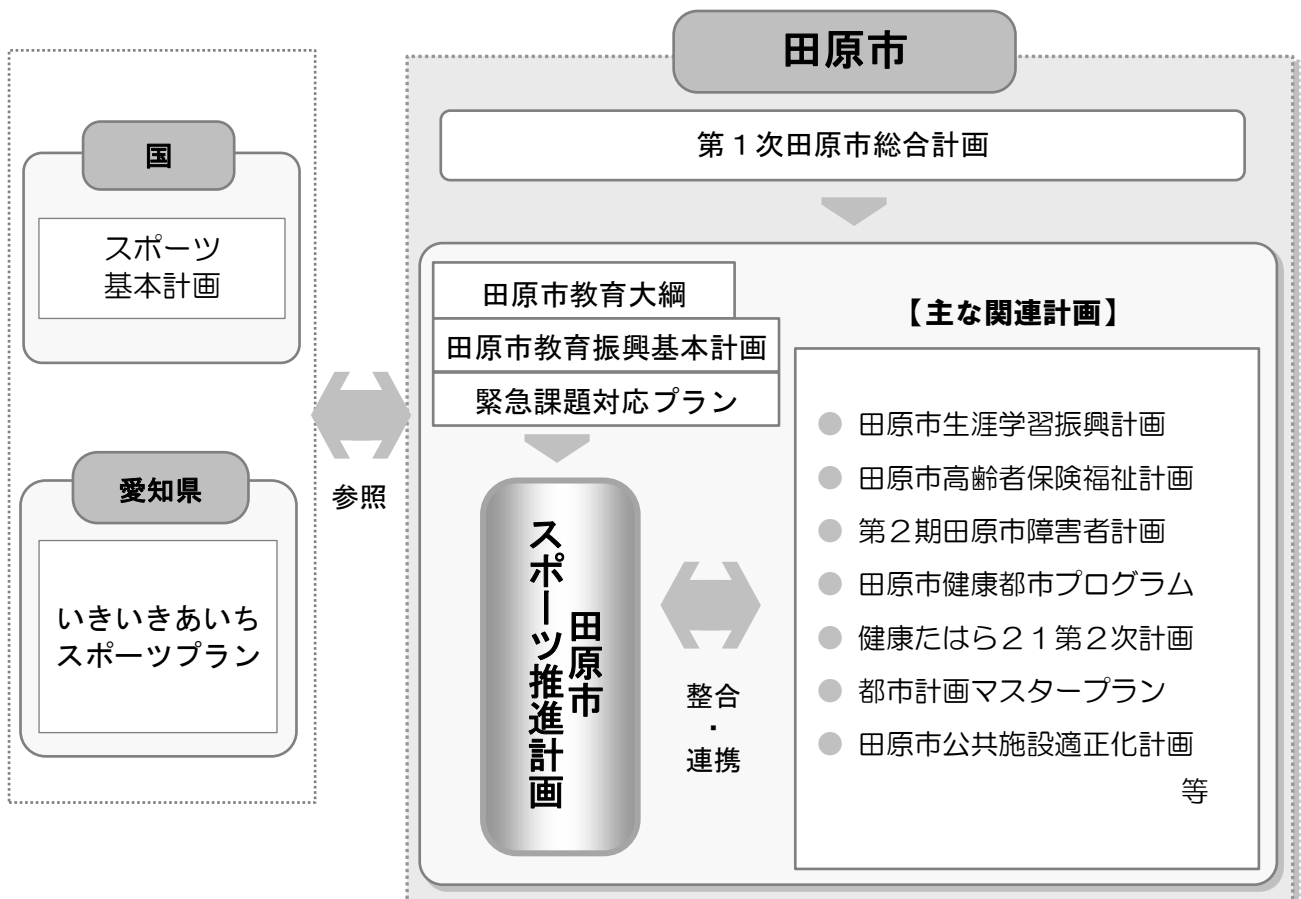 田原市
第１次田原市総合計画
国
スポーツ
基本計画
愛知県
いきいきあいち
スポーツプラン
参照
田原市教育大綱
田原市教育振興基本計画
緊急課題対応プラン
田原市
スポーツ推進計画
整合
・
連携
【主な関連計画】
● 田原市生涯学習振興計画
● 田原市高齢者保険福祉計画
● 第２期田原市障害者計画
● 田原市健康都市プログラム
● 健康たはら２１第２次計画
● 都市計画マスタープラン
● 田原市公共施設適正化計画
等